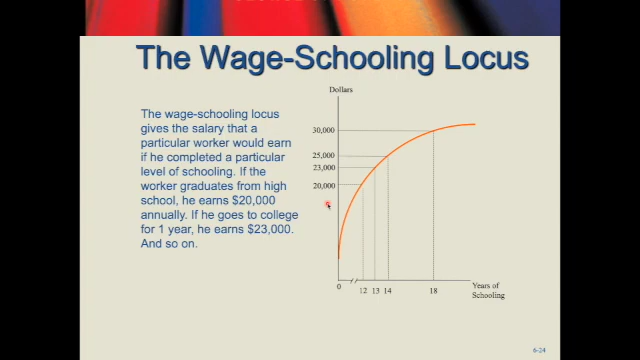 The Wage-Schooling Locus
The wage-schooling locus
gives the salary that a
particular worker would earn
if he completed a particular
level of schooling. If the
worker graduates from high
school, he earns $20,000
annually. If he goes to college
for 1 year, he earns $23,000.
And so on.
Dollars
30,000
25,000
23,000
20,000
0
12
13
14
18
Years of
Schooling
6-24